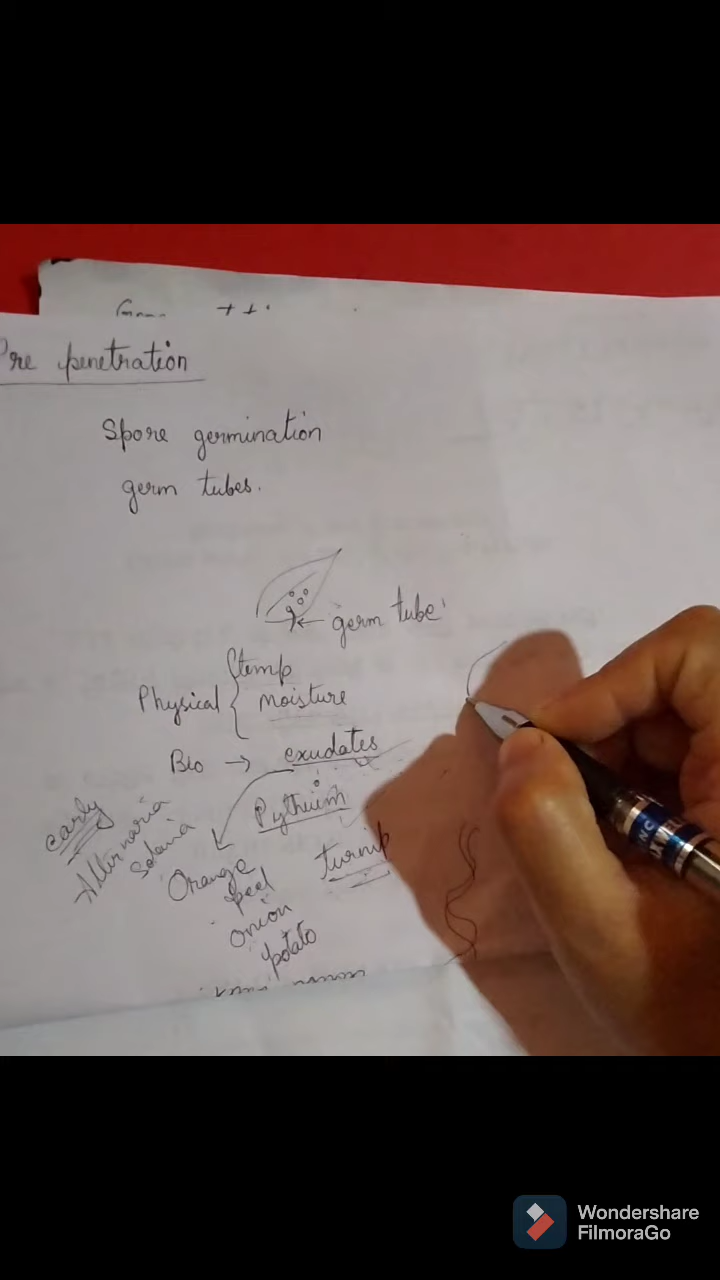 Pre penetration
Spore germination
germ tubes.
germ tube
Physical { temp
moisture
Bio → exudates
Pythium
early
Alternaria
Solania
Orange
peel
onion
potato
turnip
Wondershare
FilmoraGo